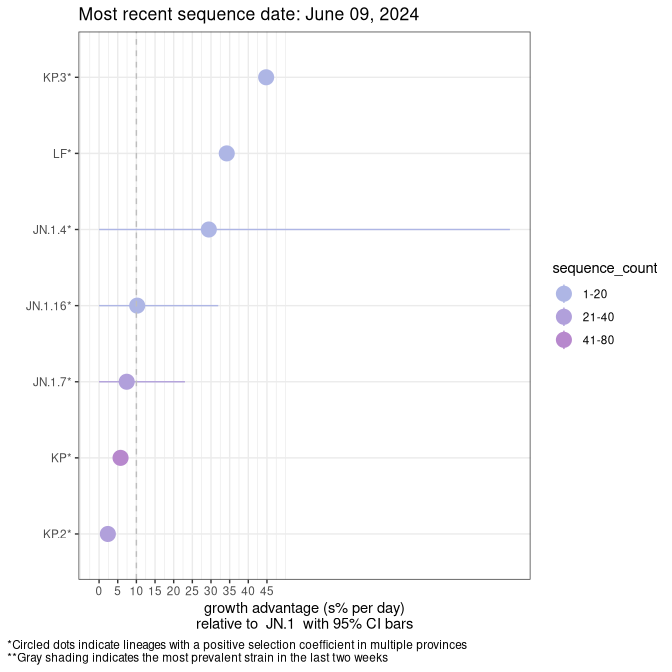 Most recent sequence date: June 09, 2024
KP.3*
LF*
JN.1.4*
JN.1.16*
JN.1.7*
KP*
KP.2*
0 5 10 15 20 25 30 35 40 45
growth advantage (s% per day)
relative to JN.1 with 95% CI bars
sequence_count
1-20
21-40
41-80
*Circled dots indicate lineages with a positive selection coefficient in multiple provinces
**Gray shading indicates the most prevalent strain in the last two weeks